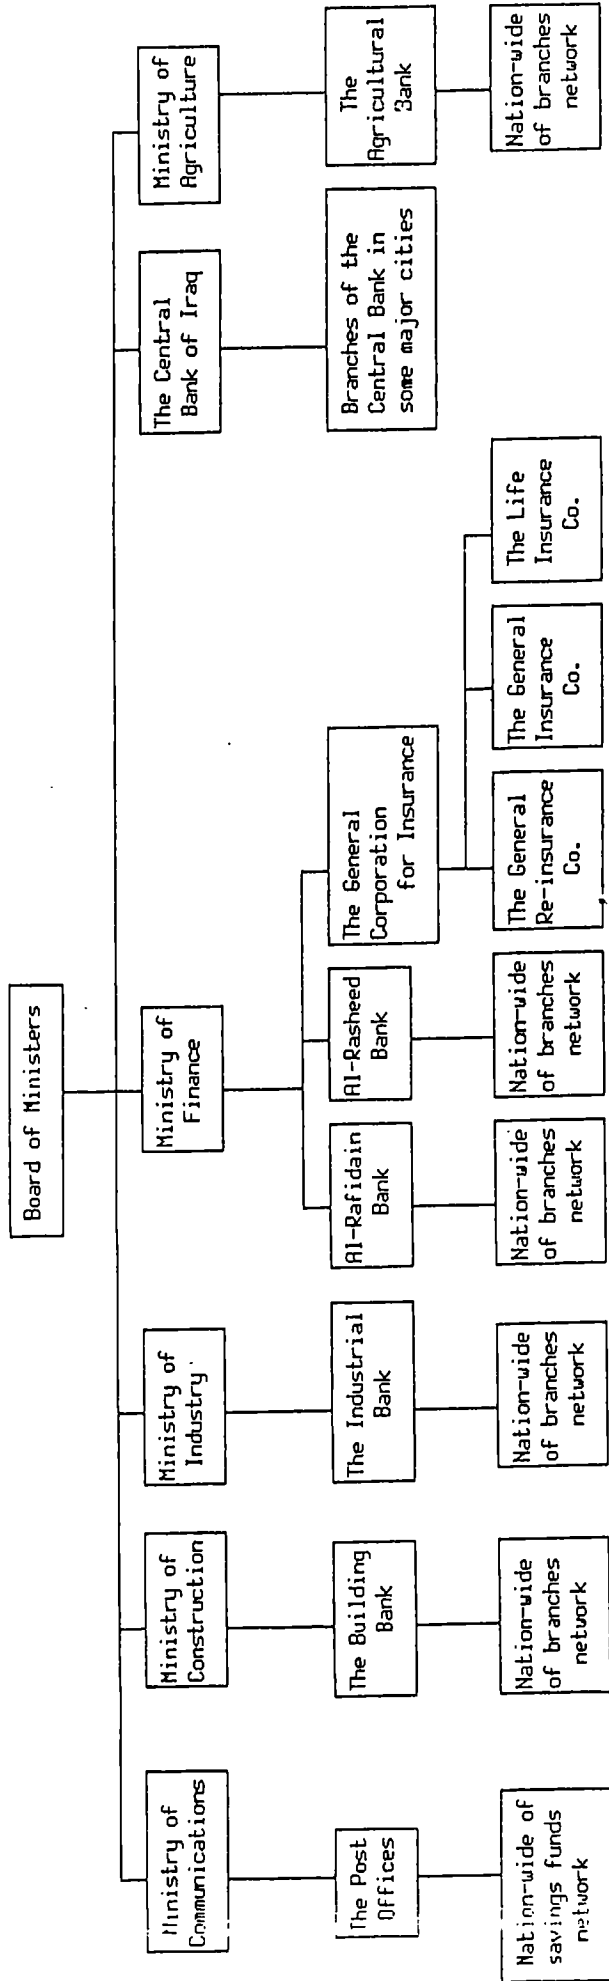 Board of Ministers
Ministry of
Communications
Ministry of
Construction
Ministry of
Industry
Ministry of
Finance
The Central
Bank of Iraq
Ministry of
Agriculture
The Post
Offices
The Building
Bank
The Industrial
Bank
Al-Rafidain
Bank
Al-Rasheed
Bank
The General
Corporation
for Insurance
Branches of the
Central Bank in
some major cities
The
Agricultural
Bank
Nation-wide of
savings funds
network
Nation-wide
of branches
network
Nation-wide
of branches
network
Nation-wide
of branches
network
Nation-wide
of branches
network
The General
Re-insurance
Co.
The General
Insurance
Co.
The Life
Insurance
Co.
Nation-wide
of branches
network